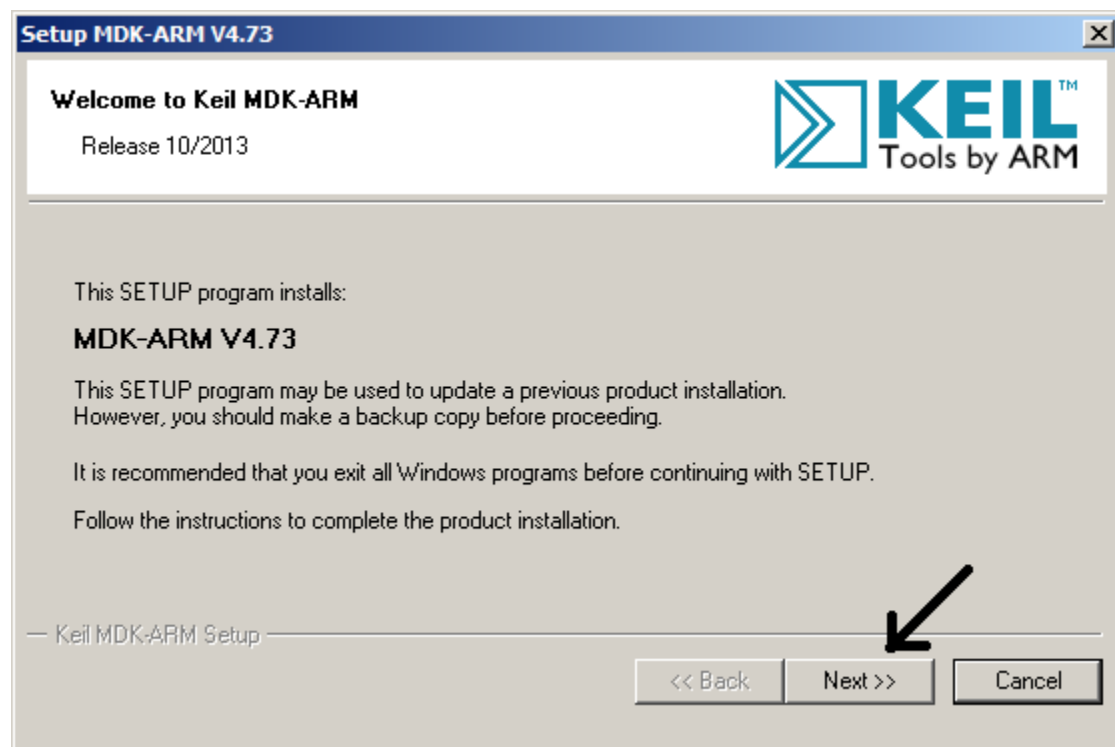 Setup MDK-ARM V4.73
Welcome to Keil MDK-ARM
Release 10/2013
KEIL™
Tools by ARM
This SETUP program installs:
MDK-ARM V4.73
This SETUP program may be used to update a previous product installation.
However, you should make a backup copy before proceeding.
It is recommended that you exit all Windows programs before continuing with SETUP.
Follow the instructions to complete the product installation.
Keil MDK-ARM Setup
<< Back
Next >>
Cancel